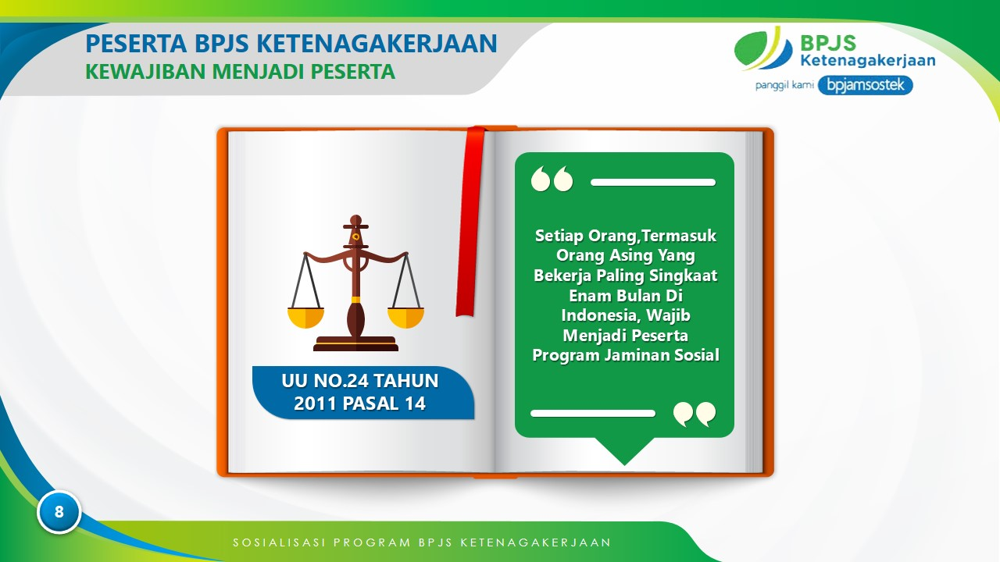 PESERTA BPJS KETENAGAKERJAAN
KEWAJIBAN MENJADI PESERTA
BPJS
Ketenagakerjaan
panggil kami bpjamsostek
Setiap Orang,Termasuk
Orang Asing Yang
Bekerja Paling Singkaat
Enam Bulan Di
Indonesia, Wajib
Menjadi Peserta
Program Jaminan Sosial
UU NO.24 TAHUN
2011 PASAL 14
8
SOSIALISASI PROGRAM BPJS KETENAGAKERJAAN